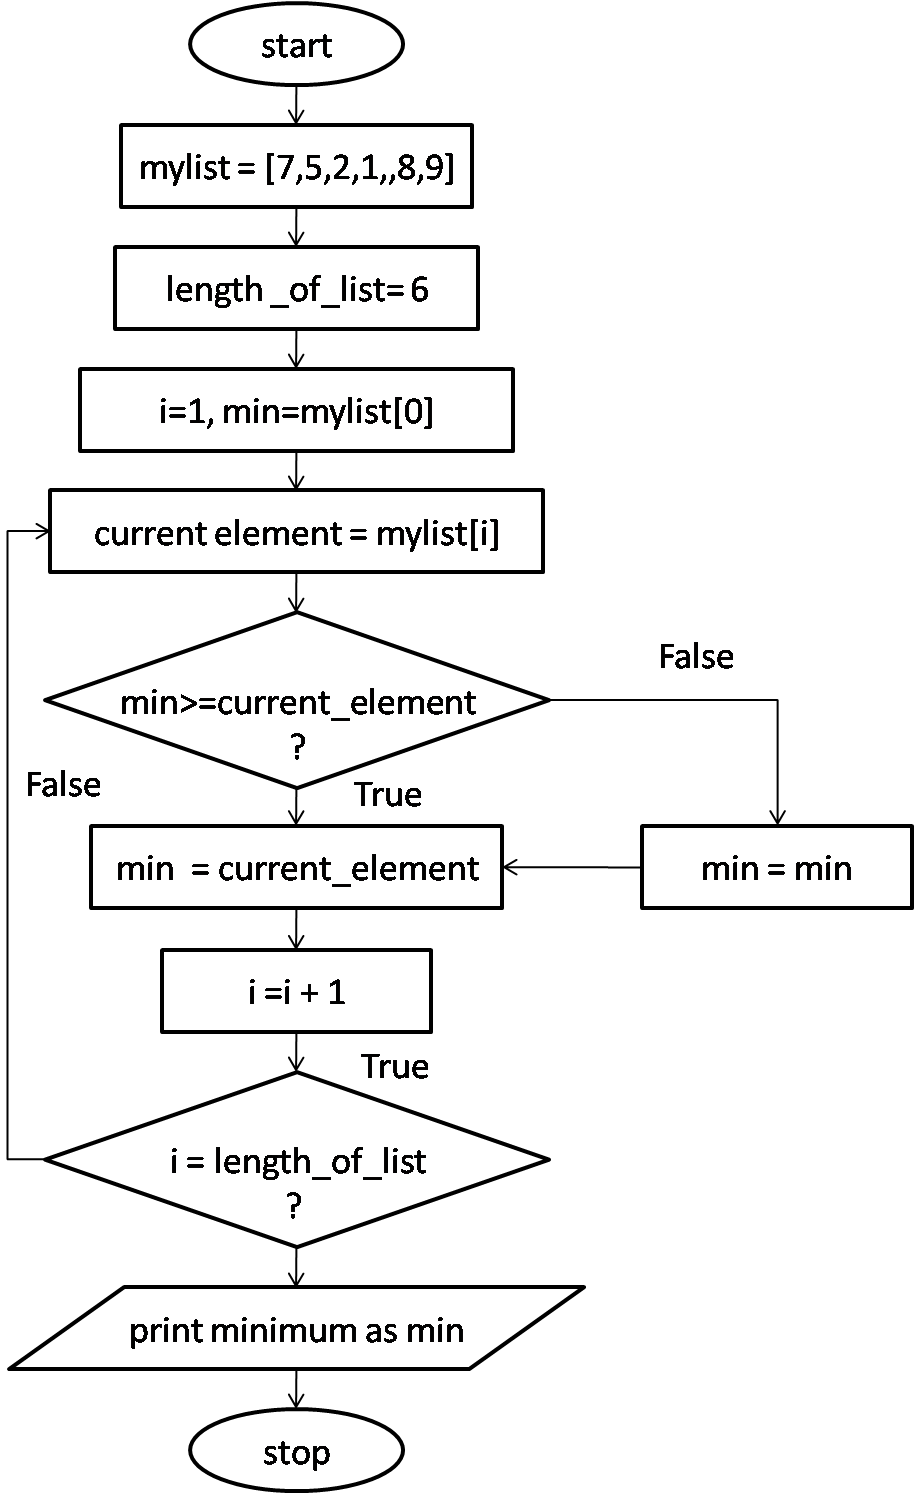 start
mylist = [7,5,2,1,,8,9]
length _of_list= 6
i=1, min=mylist[0]
current element = mylist[i]
False
min>=current_element
?
False
True
min = current_element
min = min
i =i + 1
True
i = length_of_list
?
print minimum as min
stop